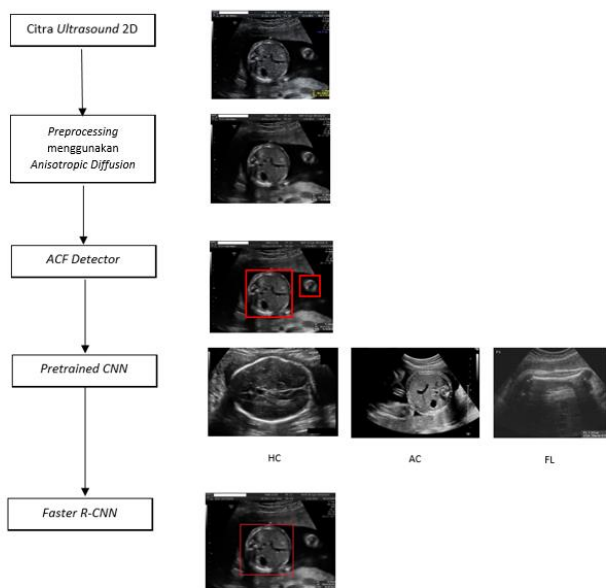 Citra Ultrasound 2D
Preprocessing
menggunakan
Anisotropic Diffusion
ACF Detector
Pretrained CNN
HC
AC
FL
Faster R-CNN